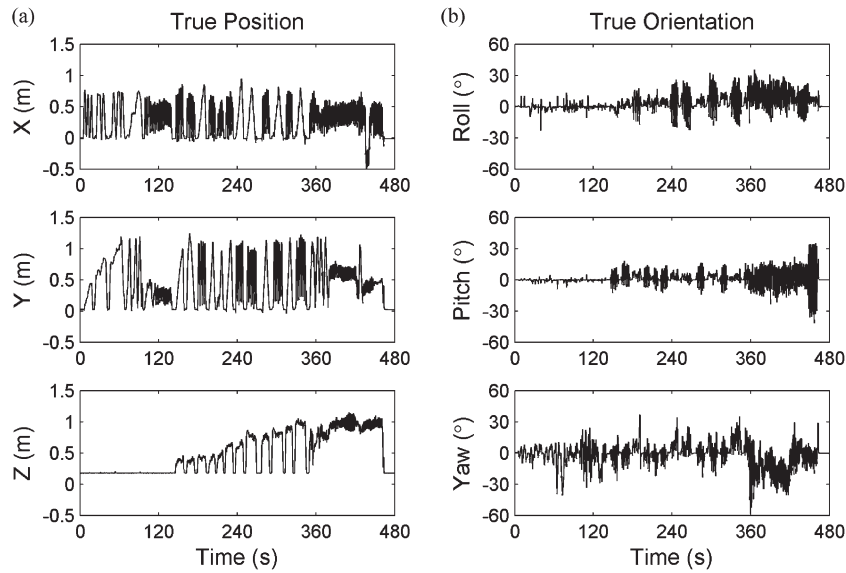 (a) True Position
1.5
1
0.5
0
-0.5
X (m)
0 120 240 360 480
1.5
1
0.5
0
-0.5
Y (m)
0 120 240 360 480
1.5
1
0.5
0
-0.5
Z (m)
0 120 240 360 480
Time (s)
(b) True Orientation
60
30
0
-30
-60
Roll (°)
0 120 240 360 480
60
30
0
-30
-60
Pitch (°)
0 120 240 360 480
60
30
0
-30
-60
Yaw (°)
0 120 240 360 480
Time (s)